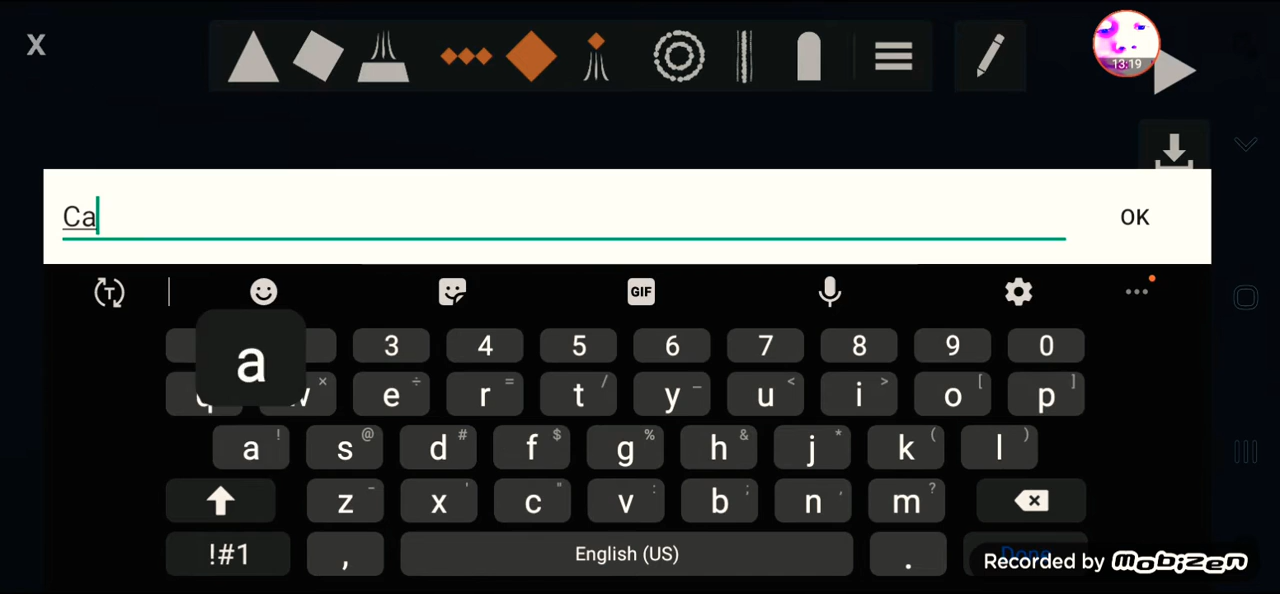 X
13:19
Ca
OK
T
GIF
a
3 4 5 6 7 8 9 0
× ÷ = / _ < > [ ]
e r t y u i o p
! @ # $ % & * ( )
a s d f g h j k l
- ' " : ; , ?
z x c v b n m
!#1 , English (US) . Done
Recorded by MOBIZEN